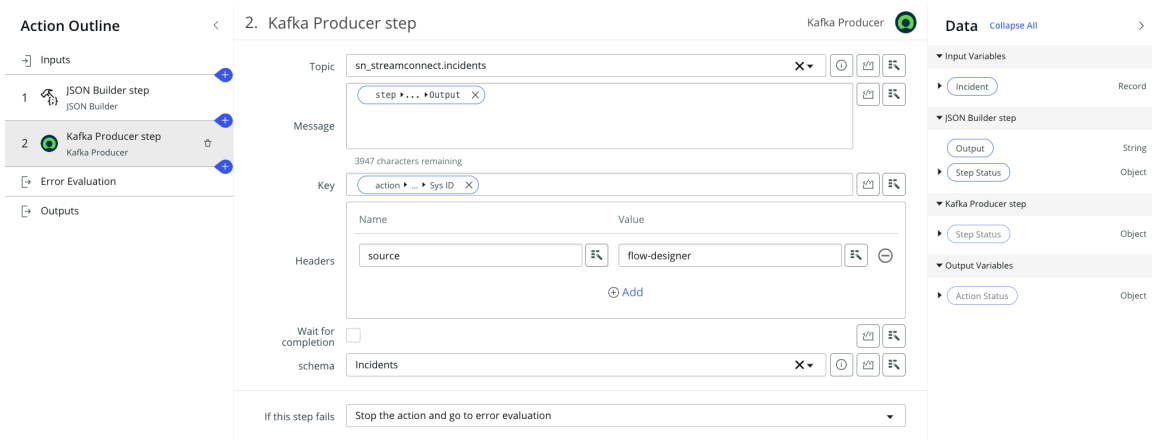 Action Outline
Inputs
1 JSON Builder step
JSON Builder
2 Kafka Producer step
Kafka Producer
Error Evaluation
Outputs
2. Kafka Producer step
Kafka Producer
Topic
sn_streamconnect.incidents
Message
step ▸... ▸Output
3947 characters remaining
Key
action ▸ ... ▸ Sys ID
Headers
Name Value
source flow-designer
Add
Wait for
completion
schema
Incidents
If this step fails
Stop the action and go to error evaluation
Data Collapse All
Input Variables
Incident Record
JSON Builder step
Output String
Step Status Object
Kafka Producer step
Step Status Object
Output Variables
Action Status Object